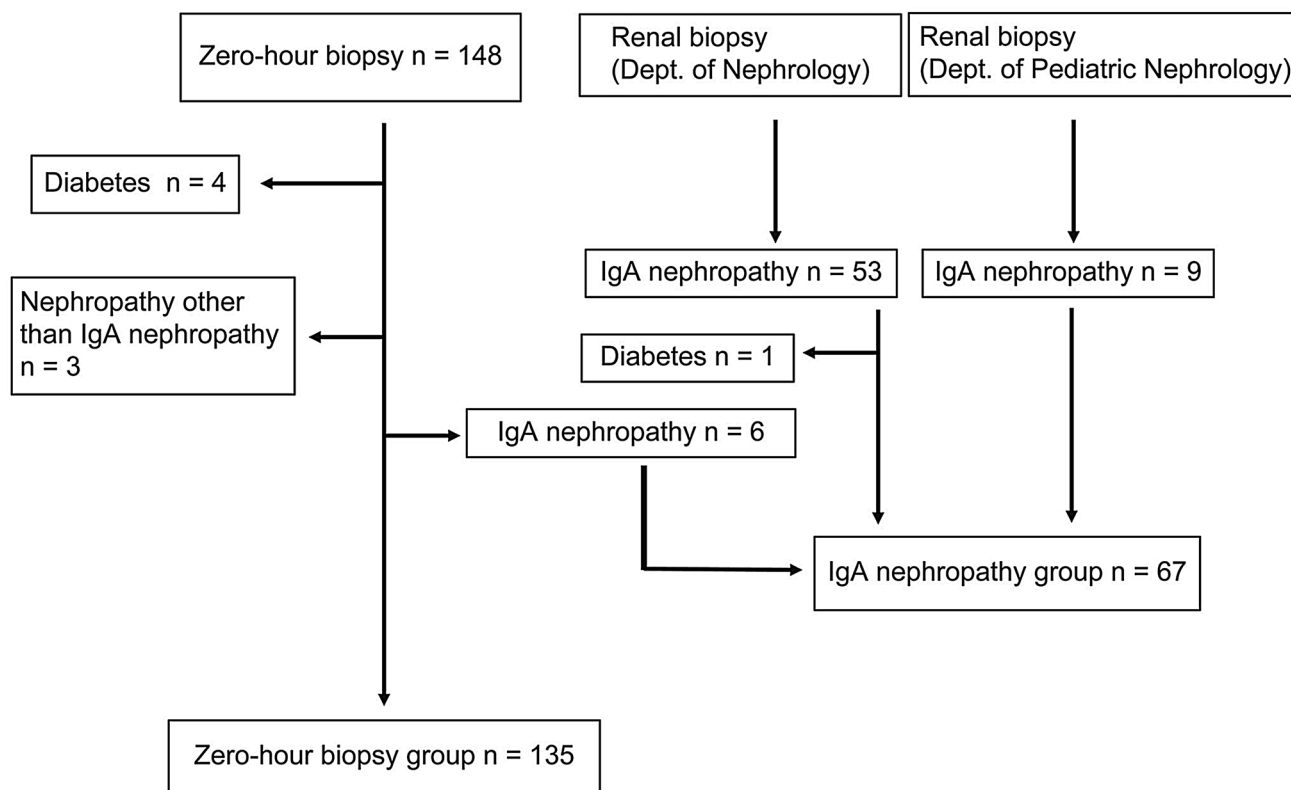 Zero-hour biopsy n = 148
Renal biopsy
(Dept. of Nephrology)
Renal biopsy
(Dept. of Pediatric Nephrology)
Diabetes n = 4
Nephropathy other
than IgA nephropathy
n = 3
IgA nephropathy n = 53
IgA nephropathy n = 9
Diabetes n = 1
IgA nephropathy n = 6
IgA nephropathy group n = 67
Zero-hour biopsy group n = 135